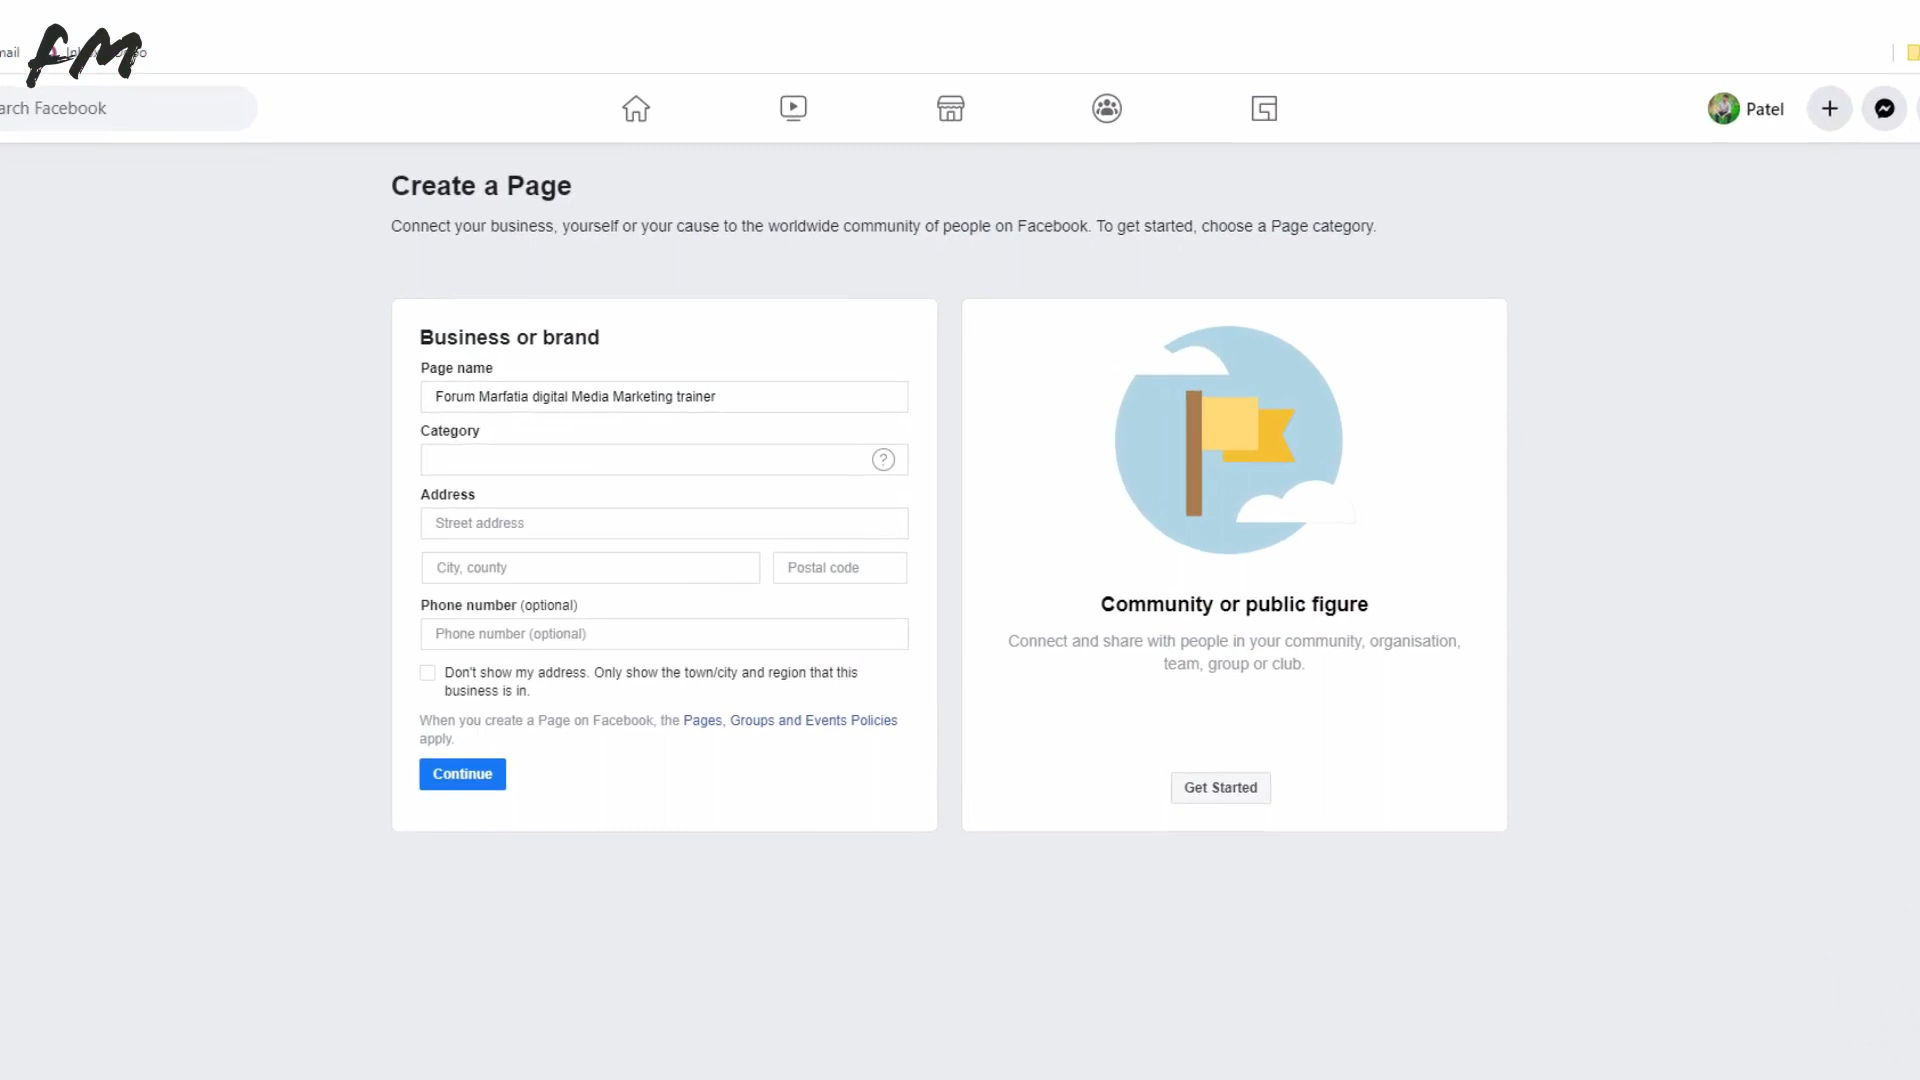 mail
FM
arch Facebook
Patel
Create a Page
Connect your business, yourself or your cause to the worldwide community of people on Facebook. To get started, choose a Page category.
Business or brand
Page name
Forum Marfatia digital Media Marketing trainer
Category
?
Address
Street address
City, county
Postal code
Phone number (optional)
Phone number (optional)
Don't show my address. Only show the town/city and region that this
business is in.
When you create a Page on Facebook, the Pages, Groups and Events Policies
apply.
Continue
Community or public figure
Connect and share with people in your community, organisation,
team, group or club.
Get Started